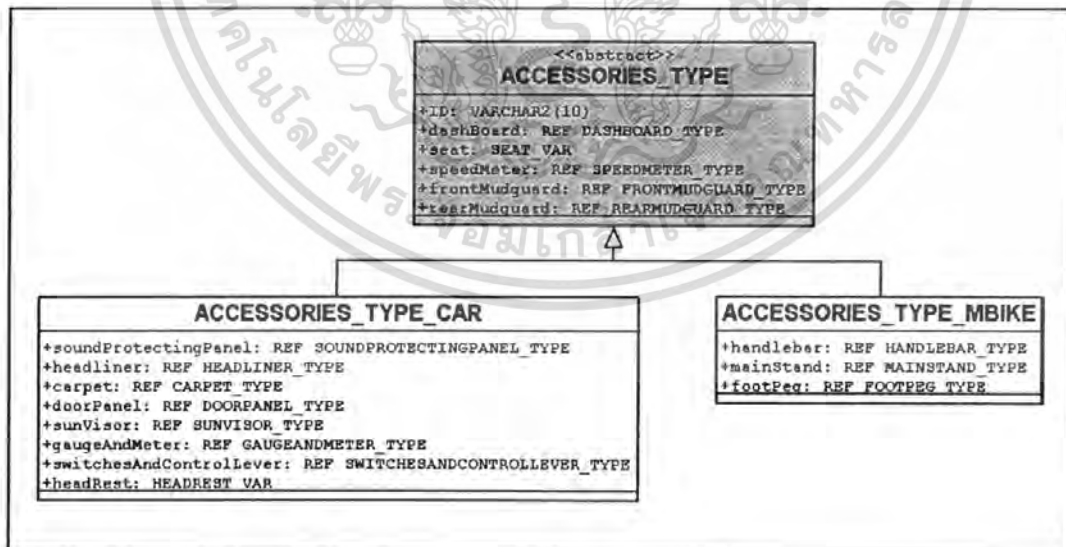 <<abstract>>
ACCESSORIES_TYPE
+ID: VARCHAR2(10)
+dashBoard: REF DASHBOARD_TYPE
+seat: SEAT_VAR
+speedMeter: REF SPEEDMETER_TYPE
+frontMudguard: REF FRONTMUDGUARD_TYPE
+rearMudguard: REF REARMUDGUARD_TYPE
ACCESSORIES_TYPE_CAR
+soundProtectingPanel: REF SOUNDPROTECTINGPANEL_TYPE
+headliner: REF HEADLINER_TYPE
+carpet: REF CARPET_TYPE
+doorPanel: REF DOORPANEL_TYPE
+sunVisor: REF SUNVISOR_TYPE
+gaugeAndMeter: REF GAUGEANDMETER_TYPE
+switchesAndControlLever: REF SWITCHESANDCONTROLLEVER_TYPE
+headRest: HEADREST_VAR
ACCESSORIES_TYPE_MBIKE
+handlebar: REF HANDLEBAR_TYPE
+mainStand: REF MAINSTAND_TYPE
+footPeg: REF FOOTPEG_TYPE